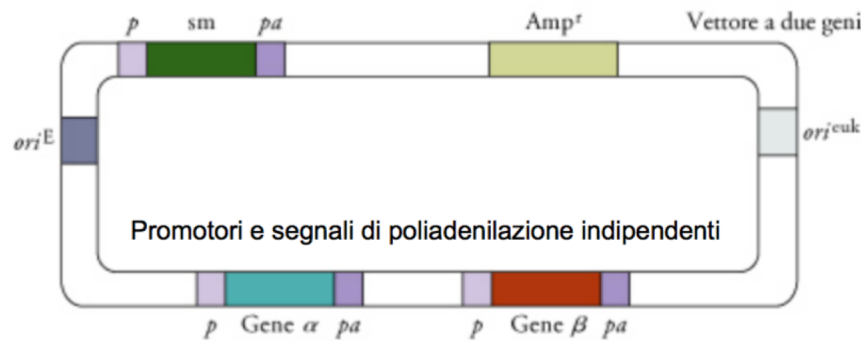 p sm pa Ampʳ Vettore a due geni
oriᴱ oriᵉᵘᵏ
Promotori e segnali di poliadenilazione indipendenti
p Gene α pa p Gene β pa